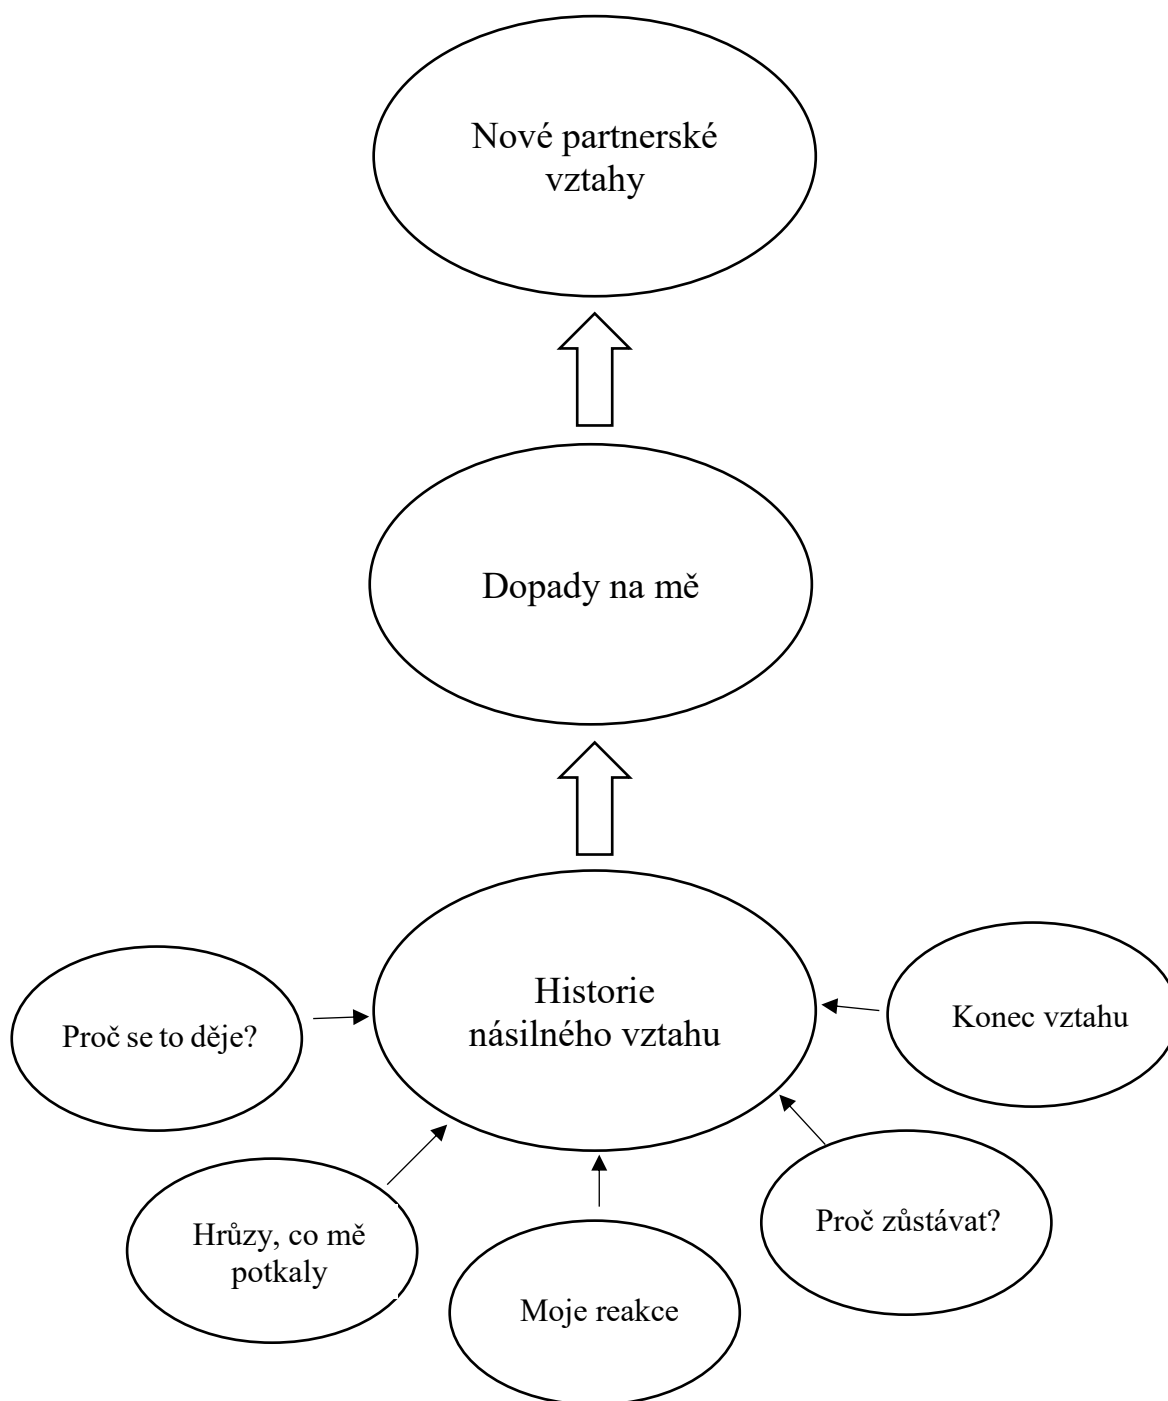 Nové partnerské
vztahy
Dopady na mě
Historie
násilného vztahu
Proč se to děje?
Konec vztahu
Hrůzy, co mě
potkaly
Moje reakce
Proč zůstávat?